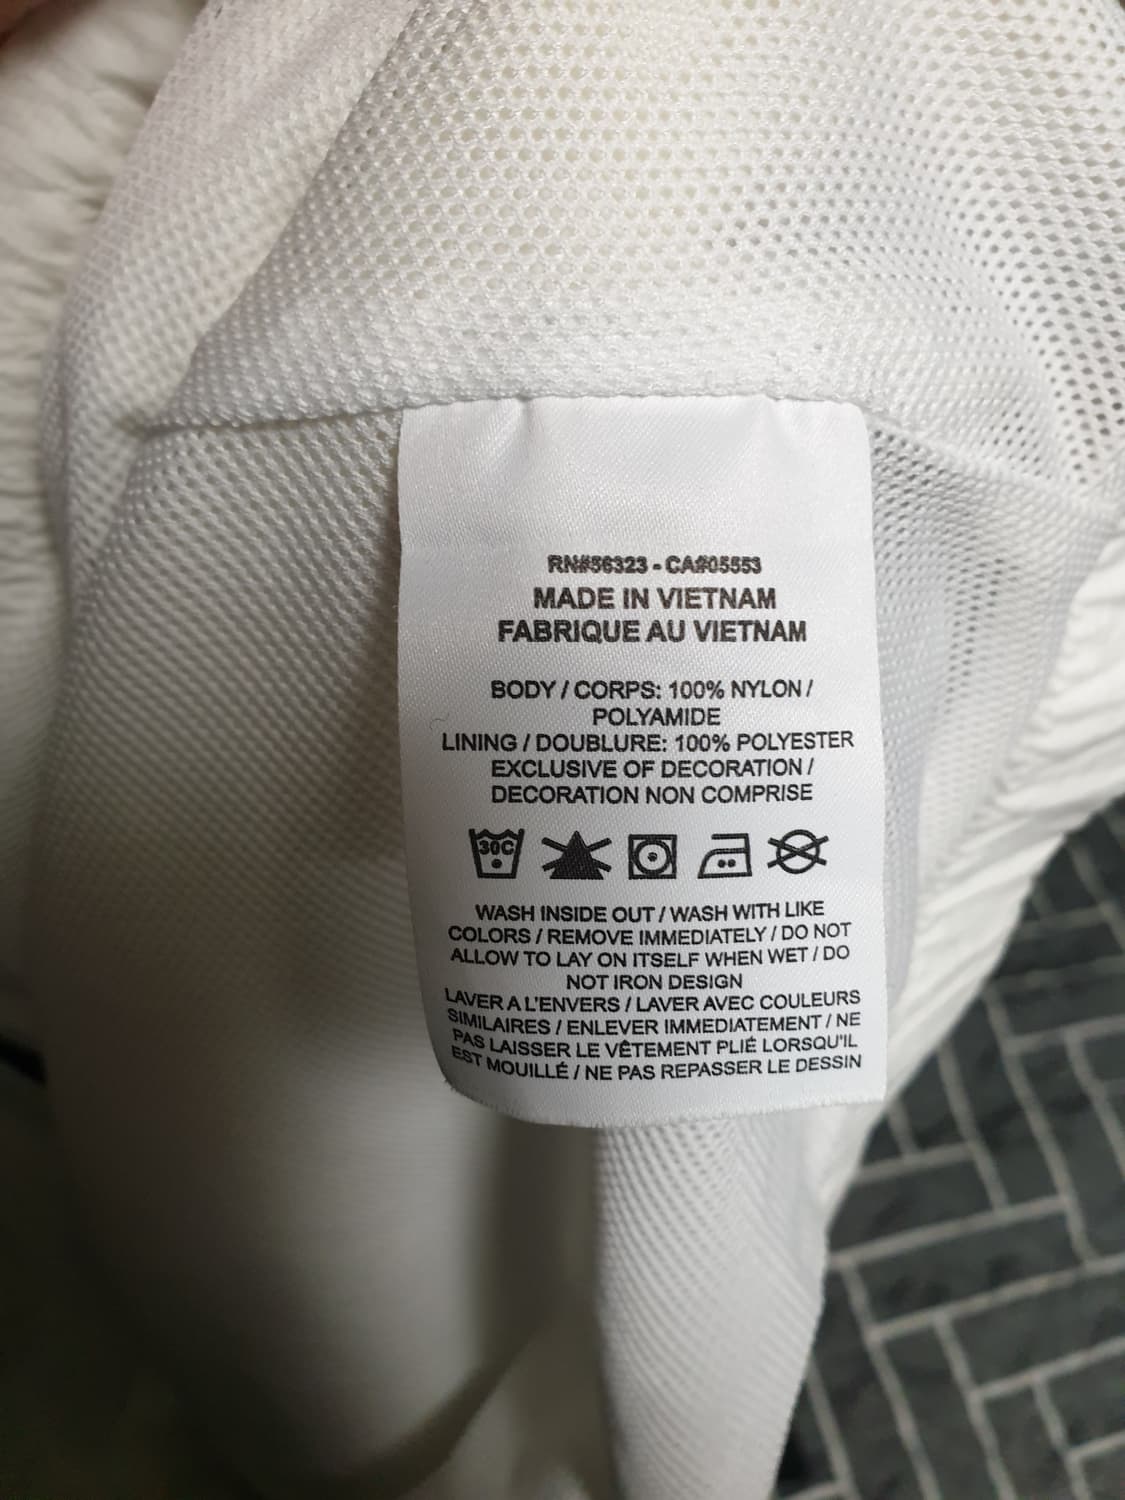 RN#56323 - CA#05553
MADE IN VIETNAM
FABRIQUE AU VIETNAM
BODY / CORPS: 100% NYLON /
POLYAMIDE
LINING / DOUBLURE: 100% POLYESTER
EXCLUSIVE OF DECORATION /
DECORATION NON COMPRISE
30C
WASH INSIDE OUT / WASH WITH LIKE
COLORS / REMOVE IMMEDIATELY / DO NOT
ALLOW TO LAY ON ITSELF WHEN WET / DO
NOT IRON DESIGN
LAVER A L'ENVERS / LAVER AVEC COULEURS
SIMILAIRES / ENLEVER IMMEDIATEMENT / NE
PAS LAISSER LE VÊTEMENT PLIÉ LORSQU'IL
EST MOUILLÉ / NE PAS REPASSER LE DESSIN